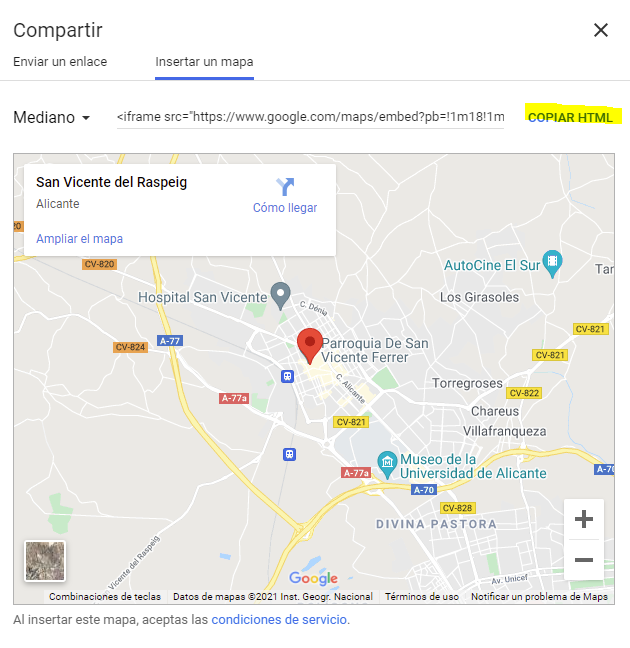 Compartir
Enviar un enlace
Insertar un mapa
Mediano
<iframe src="https://www.google.com/maps/embed?pb=!1m18!1m
COPIAR HTML
San Vicente del Raspeig
Alicante
Cómo llegar
Ampliar el mapa
20
CV-820
AutoCine El Sur
Tar
Hospital San Vicente
Los Girasoles
C. Dénia
CV-821
A-77
CV-824
Parroquia De San
Vicente Ferrer
CV-821
Torregroses
C. Alicante
CV-822
A-77a
Chareus
CV-821
Villafranqueza
Museo de la
Universidad de Alicante
A-77a
A-70
A-70
CV-828
DIVINA PASTORA
Vicente del Raspeig
Av. Unicef
Google
Combinaciones de teclas
Datos de mapas ©2021 Inst. Geogr. Nacional
Términos de uso
Notificar un problema de Maps
Al insertar este mapa, aceptas las condiciones de servicio.